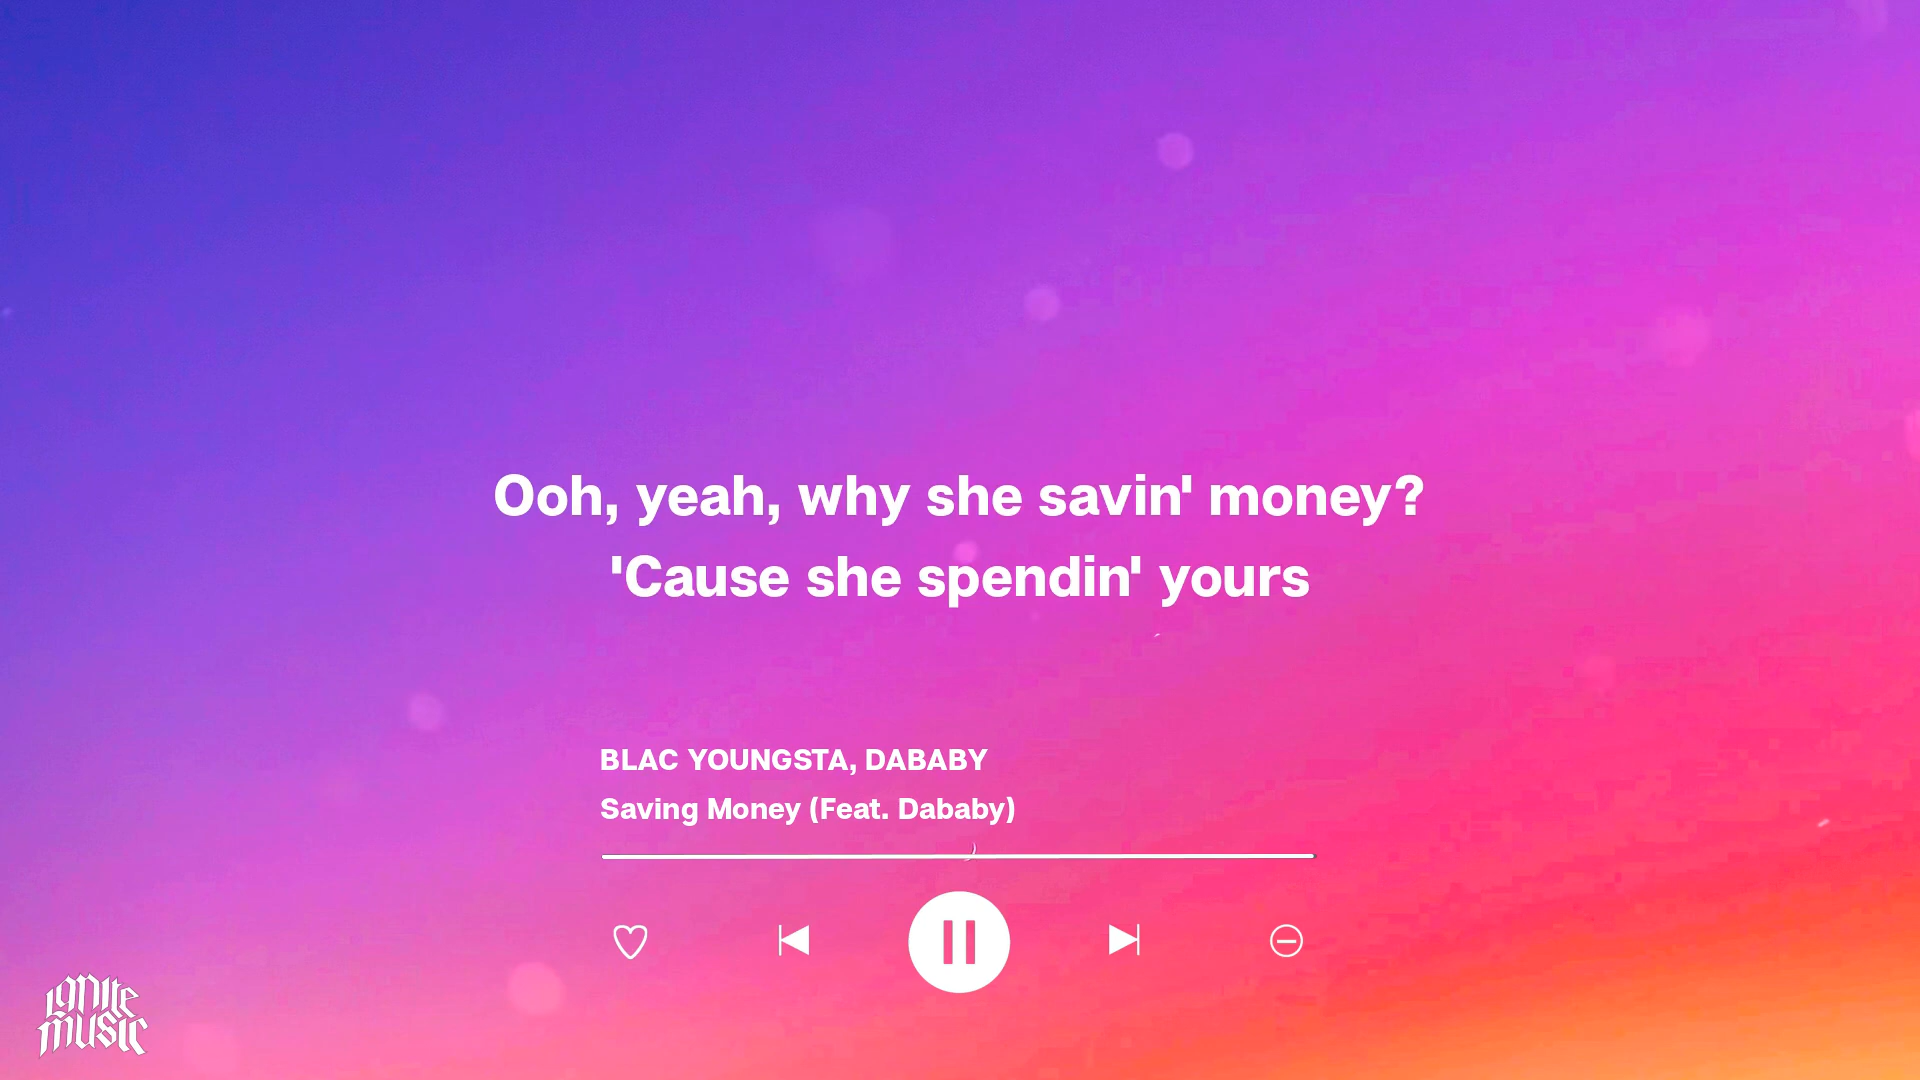 Ooh, yeah, why she savin' money?
'Cause she spendin' yours
BLAC YOUNGSTA, DABABY
Saving Money (Feat. Dababy)
ignite
music